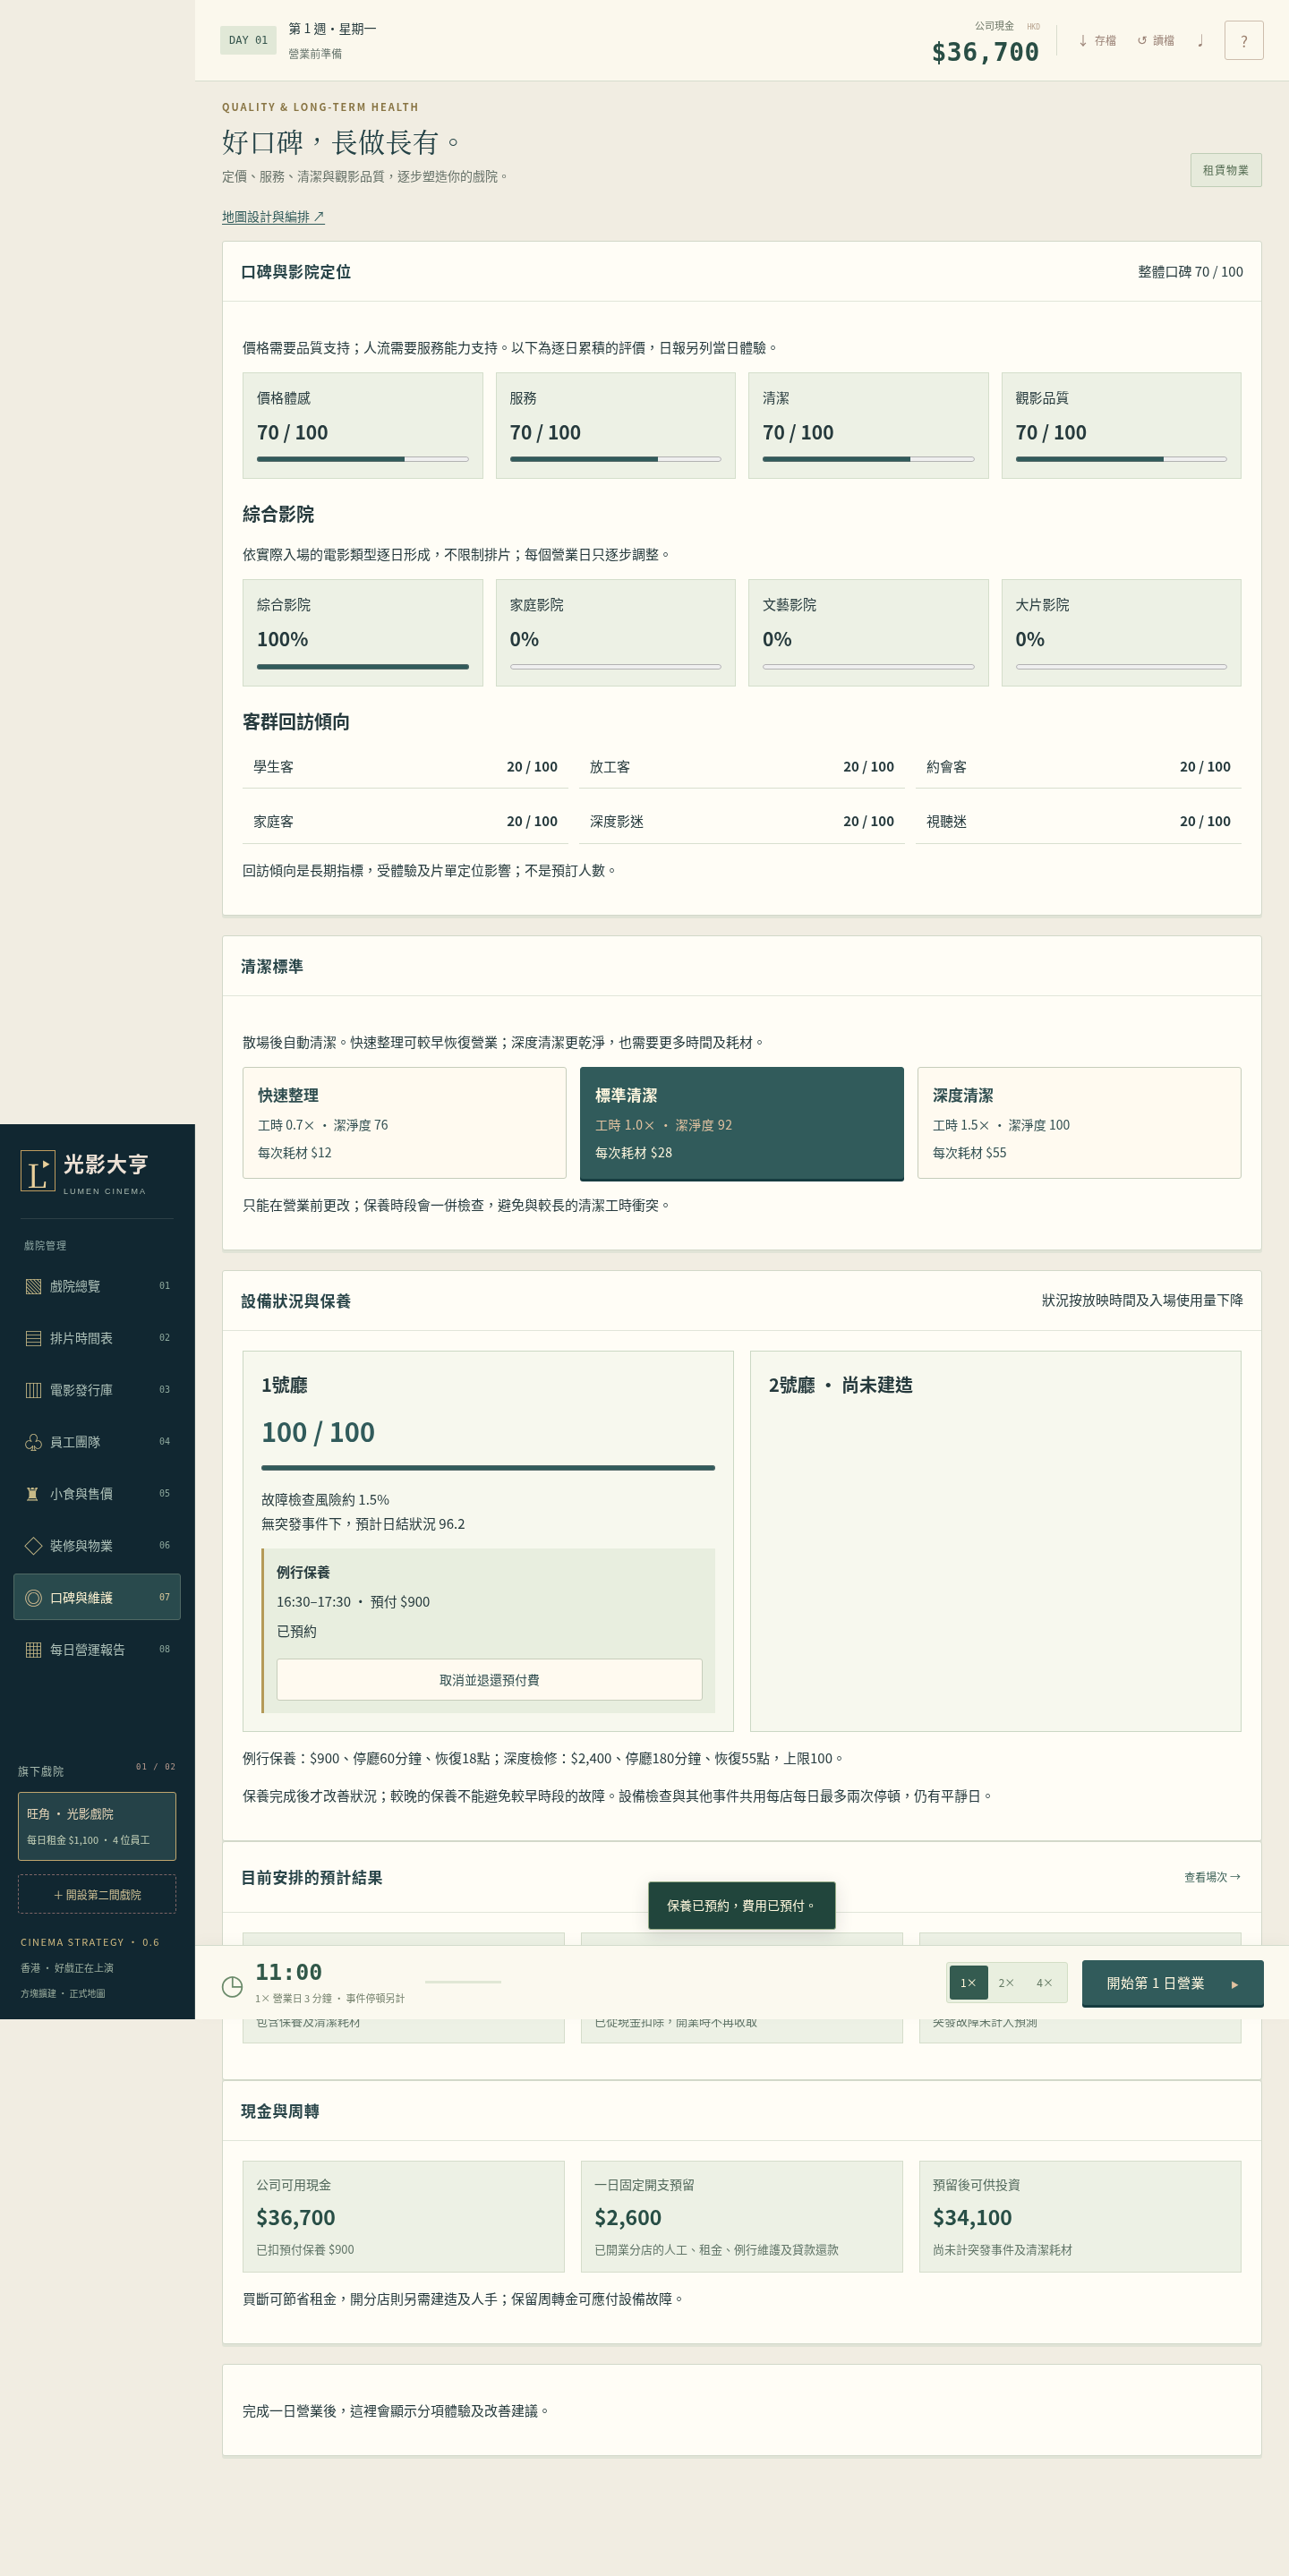 DAY 01
第 1 週・星期一
營業前準備
公司現金 HKD
$36,700
↓ 存檔
↺ 讀檔
♩
?
QUALITY & LONG-TERM HEALTH
好口碑，長做長有。
定價、服務、清潔與觀影品質，逐步塑造你的戲院。
租賃物業
地圖設計與編排 ↗
口碑與影院定位
整體口碑 70 / 100
價格需要品質支持；人流需要服務能力支持。以下為逐日累積的評價，日報另列當日體驗。
價格體感
70 / 100
服務
70 / 100
清潔
70 / 100
觀影品質
70 / 100
綜合影院
依實際入場的電影類型逐日形成，不限制排片；每個營業日只逐步調整。
綜合影院
100%
家庭影院
0%
文藝影院
0%
大片影院
0%
客群回訪傾向
學生客 20 / 100
放工客 20 / 100
約會客 20 / 100
家庭客 20 / 100
深度影迷 20 / 100
視聽迷 20 / 100
回訪傾向是長期指標，受體驗及片單定位影響；不是預訂人數。
清潔標準
散場後自動清潔。快速整理可較早恢復營業；深度清潔更乾淨，也需要更多時間及耗材。
快速整理
工時 0.7× · 潔淨度 76
每次耗材 $12
標準清潔
工時 1.0× · 潔淨度 92
每次耗材 $28
深度清潔
工時 1.5× · 潔淨度 100
每次耗材 $55
只能在營業前更改；保養時段會一併檢查，避免與較長的清潔工時衝突。
設備狀況與保養
狀況按放映時間及入場使用量下降
1號廳
100 / 100
故障檢查風險約 1.5%
無突發事件下，預計日結狀況 96.2
例行保養
16:30–17:30 · 預付 $900
已預約
取消並退還預付費
2號廳 · 尚未建造
例行保養：$900、停廳60分鐘、恢復18點；深度檢修：$2,400、停廳180分鐘、恢復55點，上限100。
保養完成後才改善狀況；較晚的保養不能避免較早時段的故障。設備檢查與其他事件共用每店每日最多兩次停頓，仍有平靜日。
目前安排的預計結果
查看場次 →
保養已預約，費用已預付。
包含保養及清潔耗材
已從現金扣除，開業時不再收取
突發故障未計入預測
現金與周轉
公司可用現金
$36,700
已扣預付保養 $900
一日固定開支預留
$2,600
已開業分店的人工、租金、例行維護及貸款還款
預留後可供投資
$34,100
尚未計突發事件及清潔耗材
買斷可節省租金，開分店則另需建造及人手；保留周轉金可應付設備故障。
完成一日營業後，這裡會顯示分項體驗及改善建議。
L
光影大亨
LUMEN CINEMA
戲院管理
戲院總覽 01
排片時間表 02
電影發行庫 03
員工團隊 04
小食與售價 05
裝修與物業 06
口碑與維護 07
每日營運報告 08
旗下戲院 01 / 02
旺角 · 光影戲院
每日租金 $1,100 · 4 位員工
＋ 開設第二間戲院
CINEMA STRATEGY · 0.6
香港 · 好戲正在上演
方塊鐵建 · 正式地圖
11:00
1× 營業日 3 分鐘 · 事件停頓另計
1×
2×
4×
開始第 1 日營業 ▸